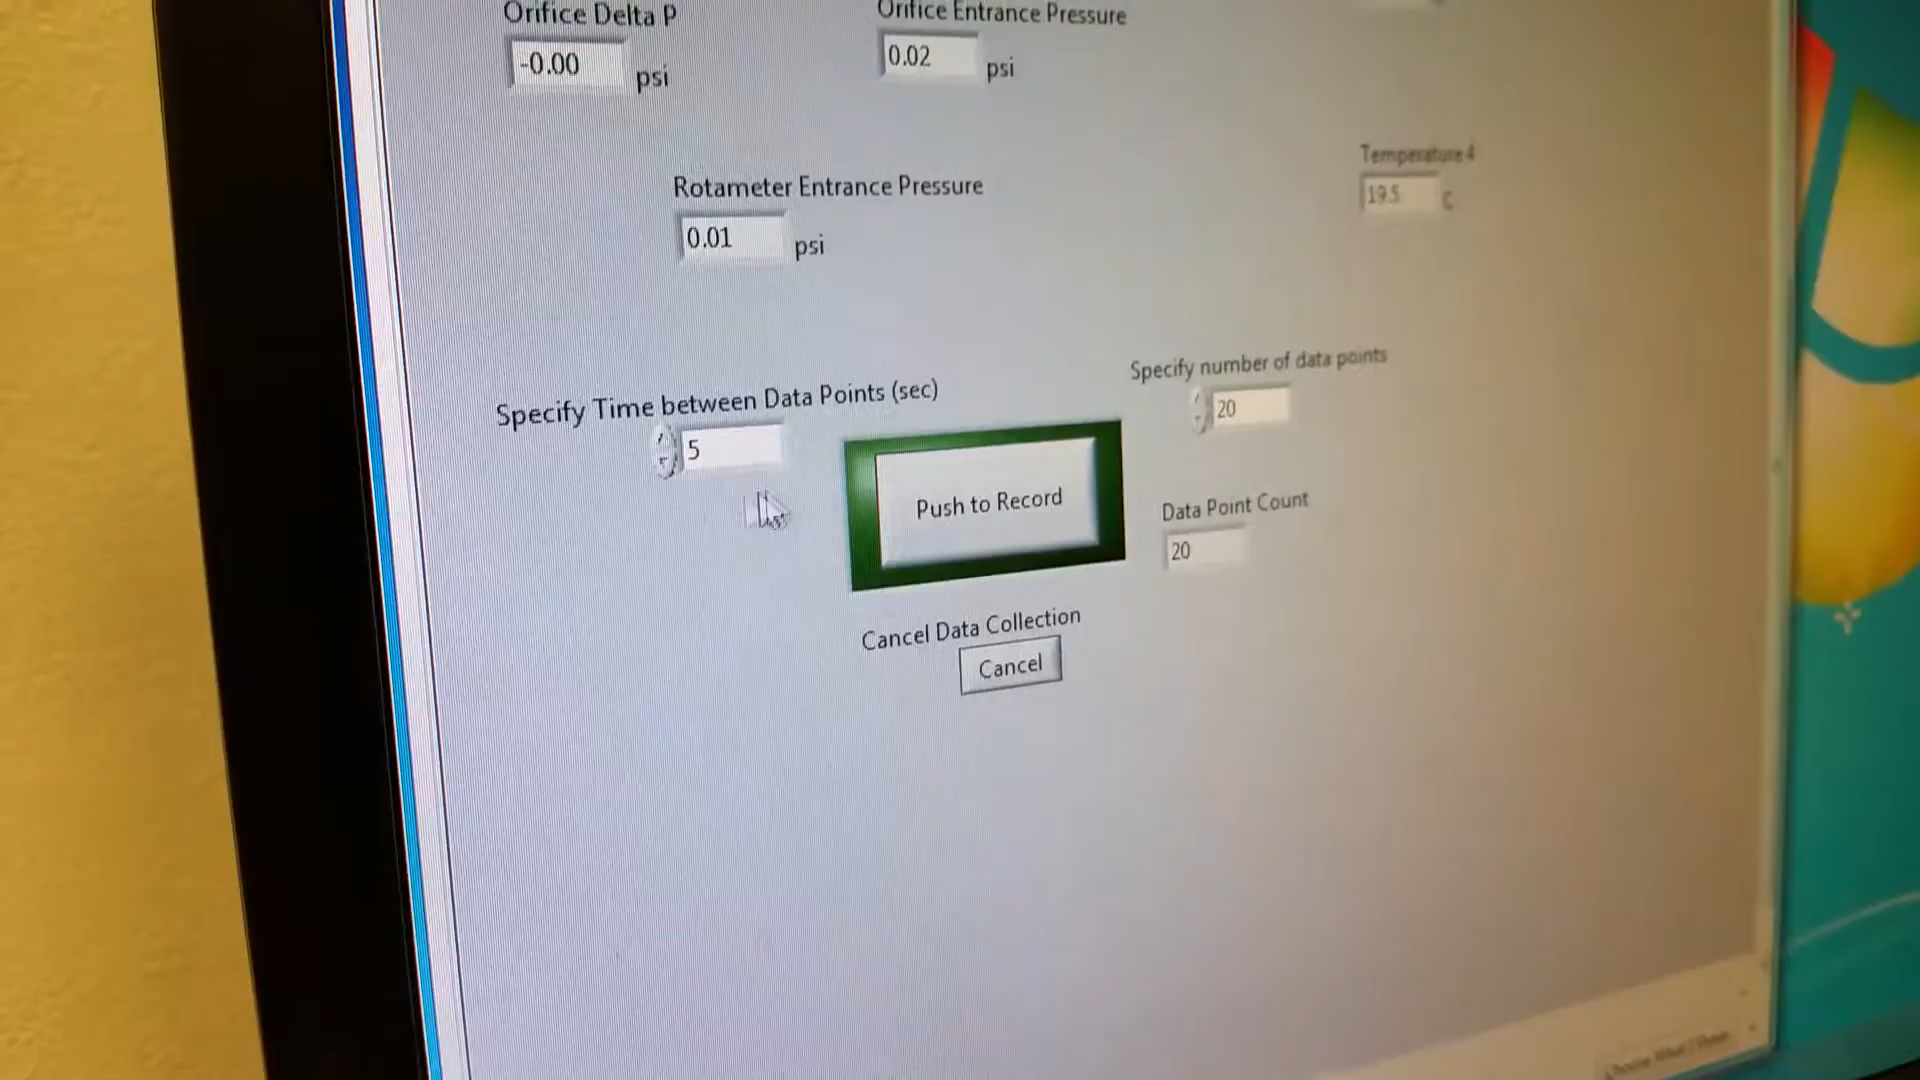 Orifice Delta P
-0.00 psi
Orifice Entrance Pressure
0.02 psi
Rotameter Entrance Pressure
0.01 psi
Temperature 4
19.5 C
Specify Time between Data Points (sec)
5
Specify number of data points
20
Push to Record
Data Point Count
20
Cancel Data Collection
Cancel